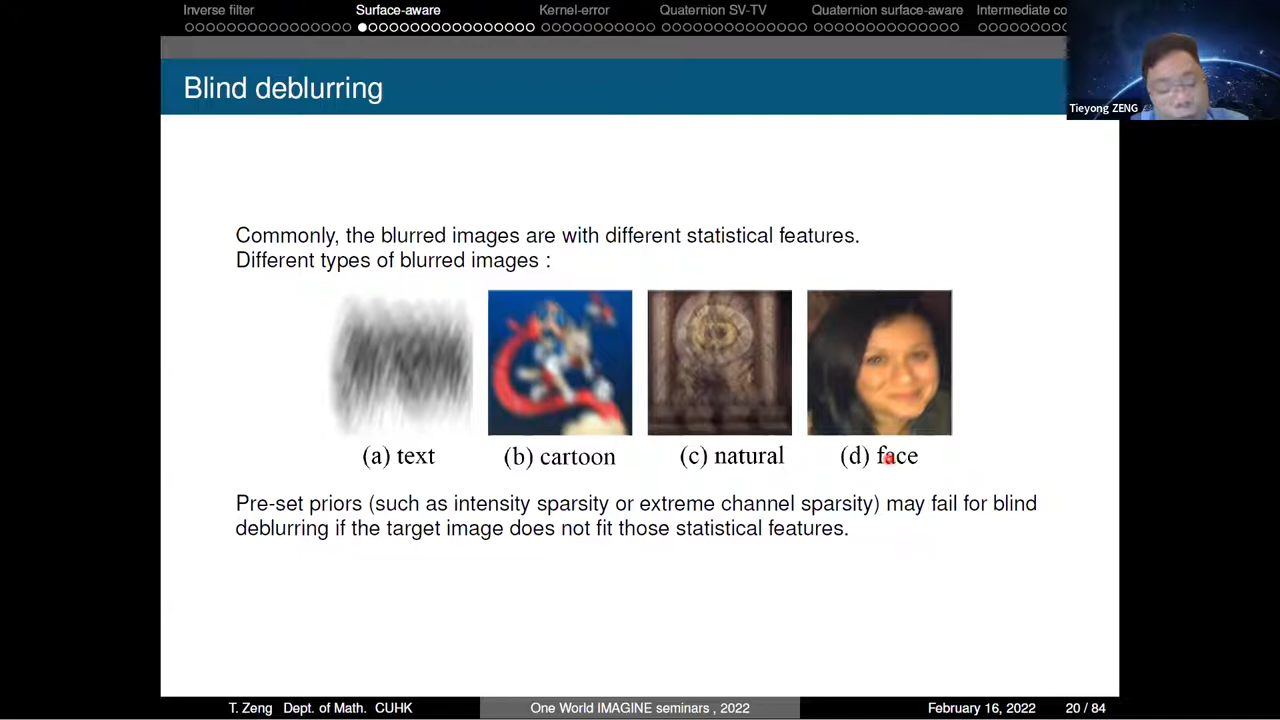 Inverse filter Surface-aware Kernel-error Quaternion SV-TV Quaternion surface-aware Intermediate co
Tieyong ZENG
Blind deblurring
Commonly, the blurred images are with different statistical features.
Different types of blurred images :
(a) text (b) cartoon (c) natural (d) face
Pre-set priors (such as intensity sparsity or extreme channel sparsity) may fail for blind
deblurring if the target image does not fit those statistical features.
T. Zeng Dept. of Math. CUHK One World IMAGINE seminars , 2022 February 16, 2022 20 / 84